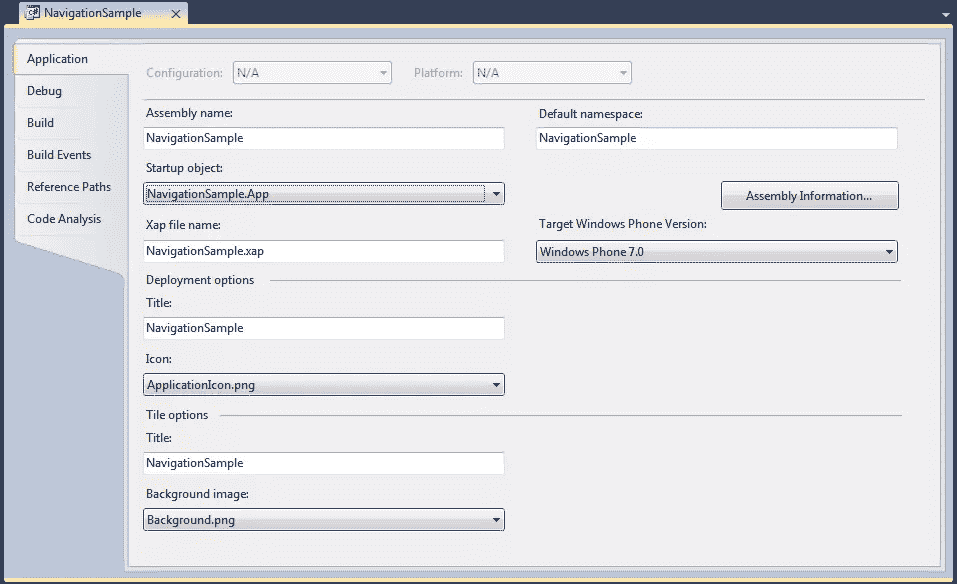 NavigationSample
Application
Debug
Build
Build Events
Reference Paths
Code Analysis
Configuration: N/A Platform: N/A
Assembly name: Default namespace:
NavigationSample NavigationSample
Startup object:
NavigationSample.App Assembly Information...
Xap file name: Target Windows Phone Version:
NavigationSample.xap Windows Phone 7.0
Deployment options
Title:
NavigationSample
Icon:
ApplicationIcon.png
Tile options
Title:
NavigationSample
Background image:
Background.png